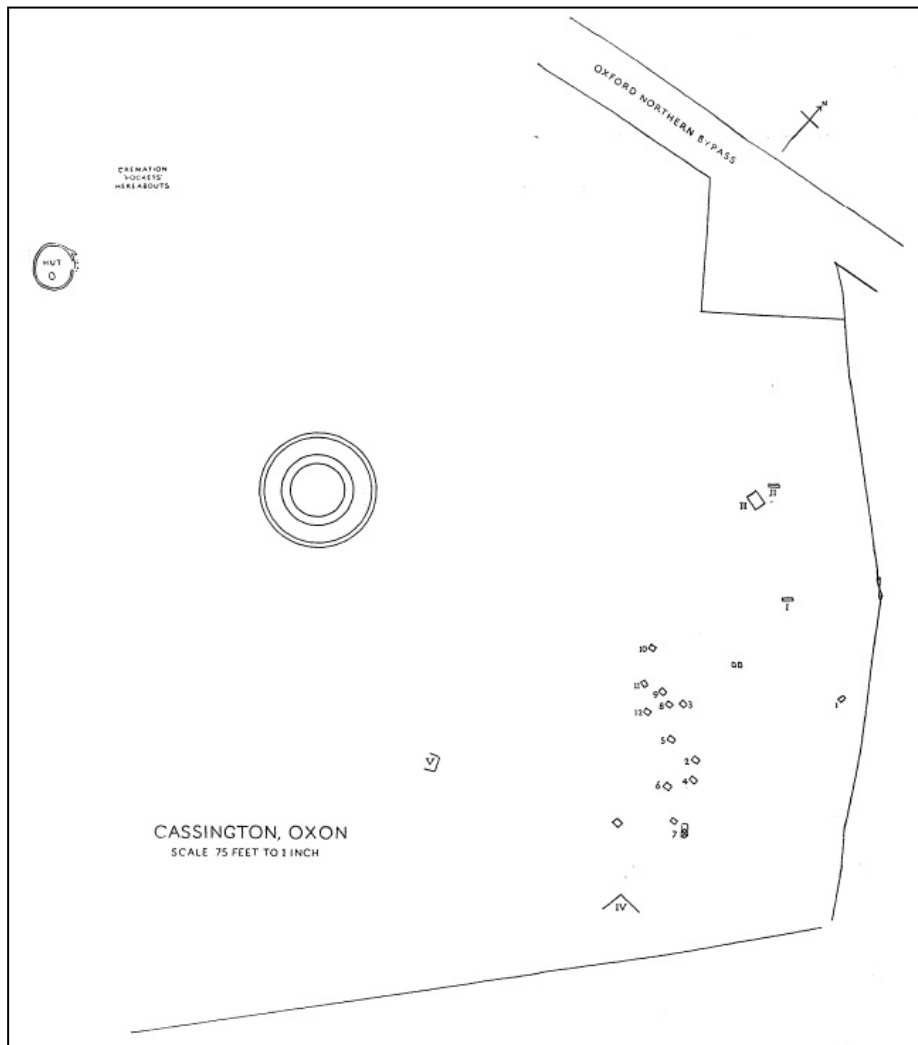 OXFORD NORTHERN BYPASS
N
CREMATION
'POCKETS'
HEREABOUTS
HUT
O
III
II
I
10
11
9
8
3
12
1
5
2
V
6
4
7
CASSINGTON, OXON
SCALE 75 FEET TO 1 INCH
IV